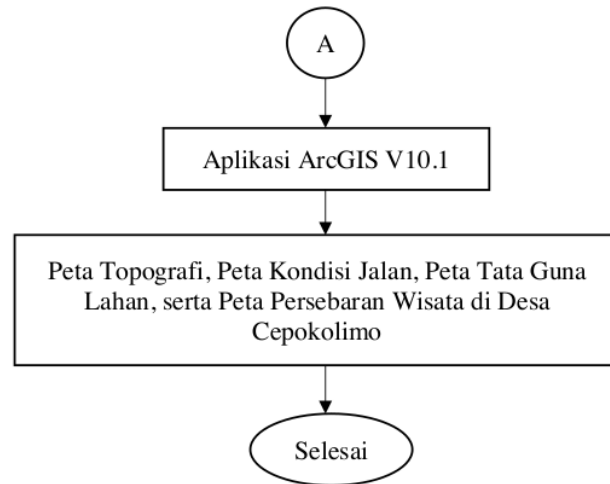 A
Aplikasi ArcGIS V10.1
Peta Topografi, Peta Kondisi Jalan, Peta Tata Guna
Lahan, serta Peta Persebaran Wisata di Desa
Cepokolimo
Selesai